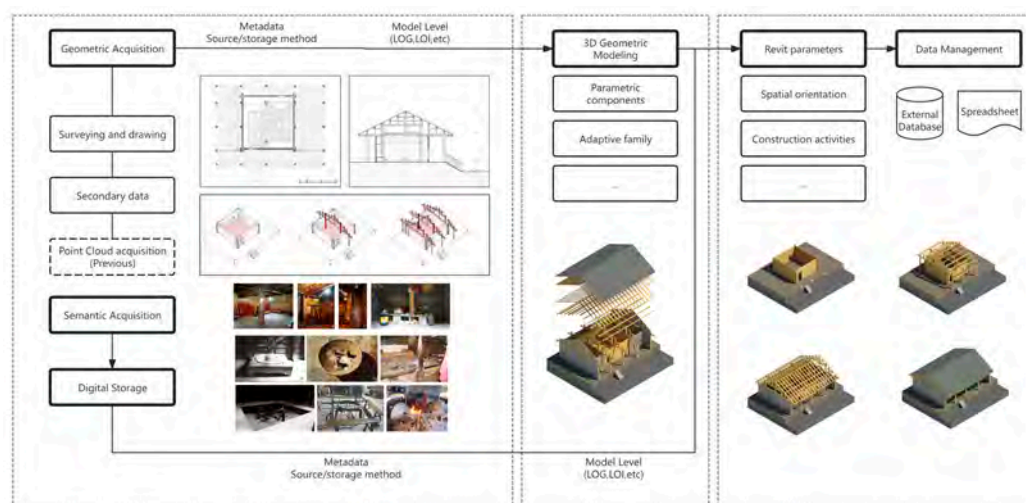 Metadata
Source/storage method
Model Level
(LOG,LOI,etc)
Geometric Acquisition
3D Geometric
Modeling
Revit parameters
Data Management
Surveying and drawing
Secondary data
Point Cloud acquisition
(Previous)
Parametric
components
Adaptive family
...
Spatial orientation
Construction activities
...
External
Database
Spreadsheet
Semantic Acquisition
Digital Storage
Metadata
Source/storage method
Model Level
(LOG,LOI,etc)